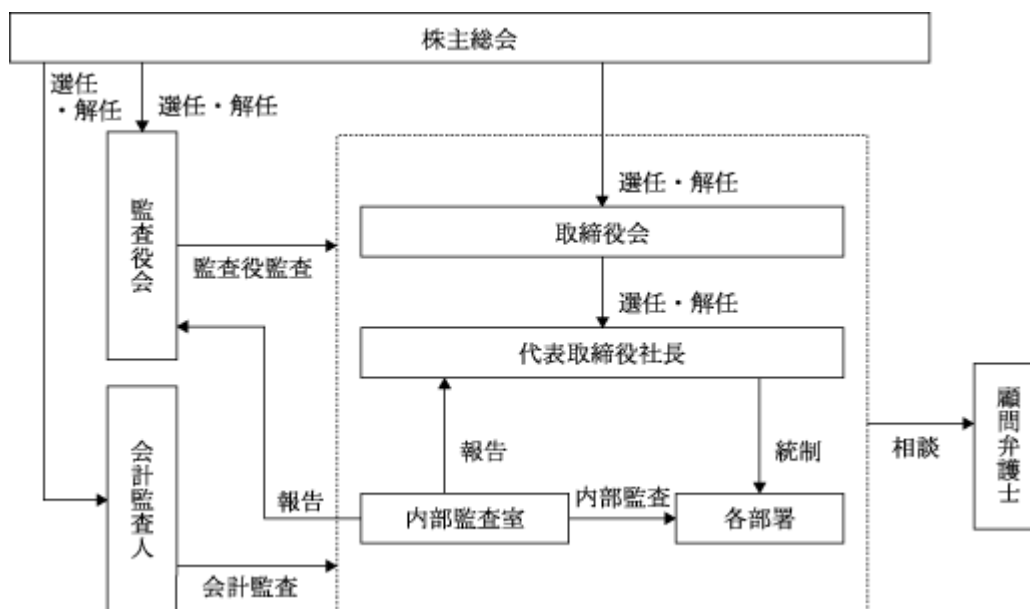 株主総会
選任
・解任
選任・解任
選任・解任
監査役会
監査役監査
取締役会
選任・解任
代表取締役社長
顧問弁護士
会計監査人
報告
統制
相談
報告
内部監査室
内部監査
各部署
会計監査